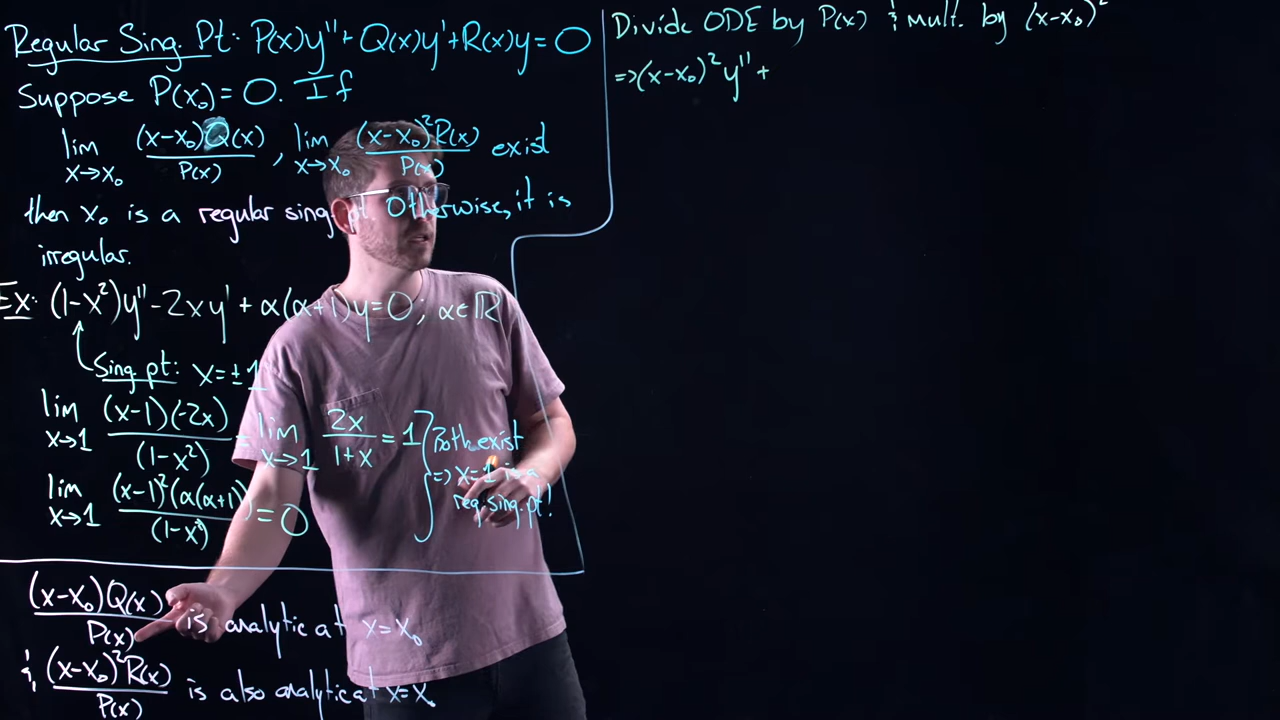 Regular Sing. Pt: P(x)y'' + Q(x)y' + R(x)y = 0
Suppose P(x₀) = 0. If
lim x→x₀ (x-x₀)Q(x)/P(x), lim x→x₀ (x-x₀)²R(x)/P(x) exist
then x₀ is a regular sing. pt. Otherwise, it is
irregular.
Ex: (1-x²)y'' - 2xy' + α(α+1)y = 0; α∈ℝ
Sing. pt: x = ±1
lim x→1 (x-1)(-2x)/(1-x²) = lim x→1 2x/(1+x) = 1
lim x→1 (x-1)²(α(α+1))/(1-x²) = 0
Both exist
⇒ x=1 is a
reg. sing. pt!
(x-x₀)Q(x)/P(x) is analytic at x=x₀
& (x-x₀)²R(x)/P(x) is also analytic at x=x₀
Divide ODE by P(x) & mult. by (x-x₀)²
⇒(x-x₀)²y'' +